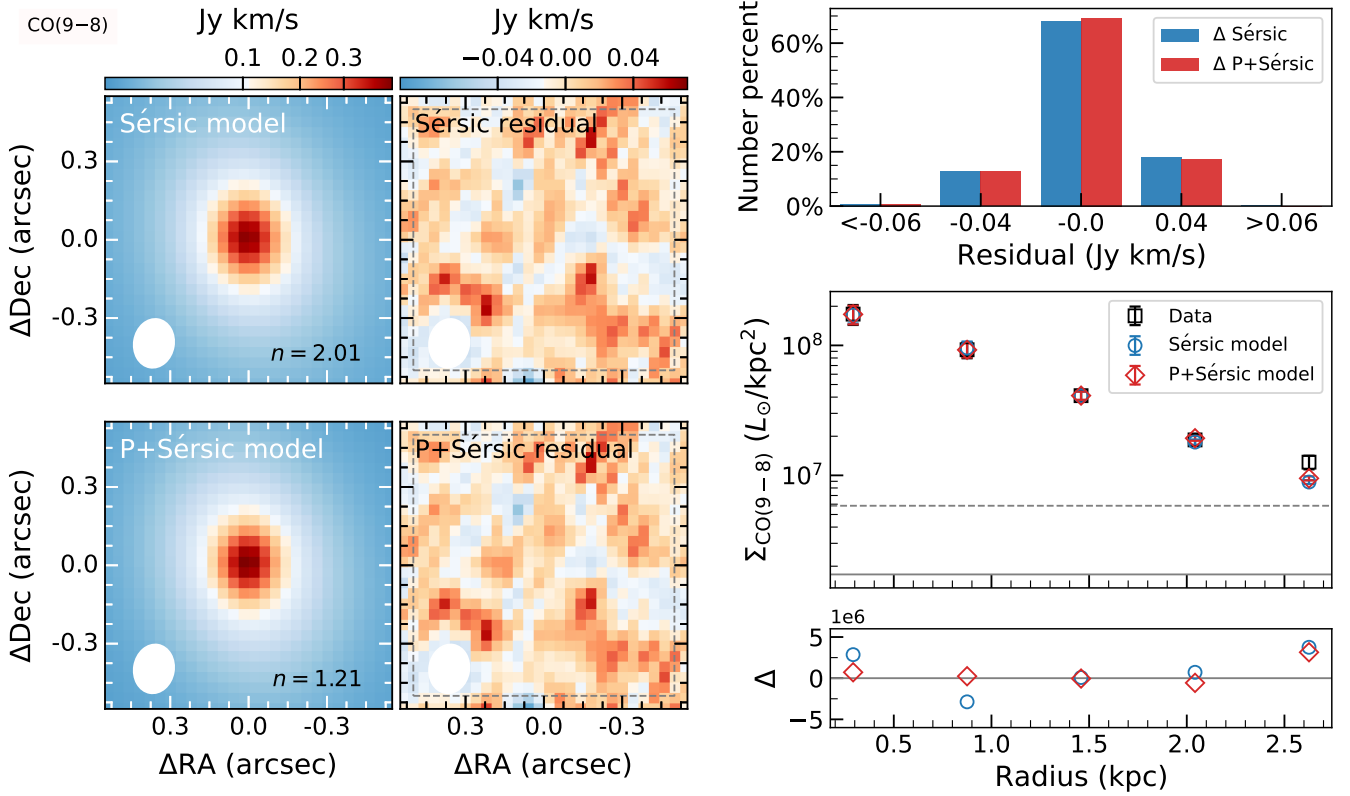 CO(9−8)
Jy km/s
Jy km/s
0.1 0.2 0.3
−0.04 0.00 0.04
Sérsic model
Sérsic residual
ΔDec (arcsec)
0.3
0.0
-0.3
n = 2.01
P+Sérsic model
P+Sérsic residual
ΔDec (arcsec)
0.3
0.0
-0.3
n = 1.21
0.3 0.0 -0.3
0.3 0.0 -0.3
ΔRA (arcsec)
ΔRA (arcsec)
Number percent
60%
40%
20%
0%
Δ Sérsic
Δ P+Sérsic
<-0.06 -0.04 -0.0 0.04 >0.06
Residual (Jy km/s)
Σ_CO(9−8) (L_⊙/kpc²)
10⁸
10⁷
Data
Sérsic model
P+Sérsic model
1e6
Δ
5
0
−5
0.5 1.0 1.5 2.0 2.5
Radius (kpc)